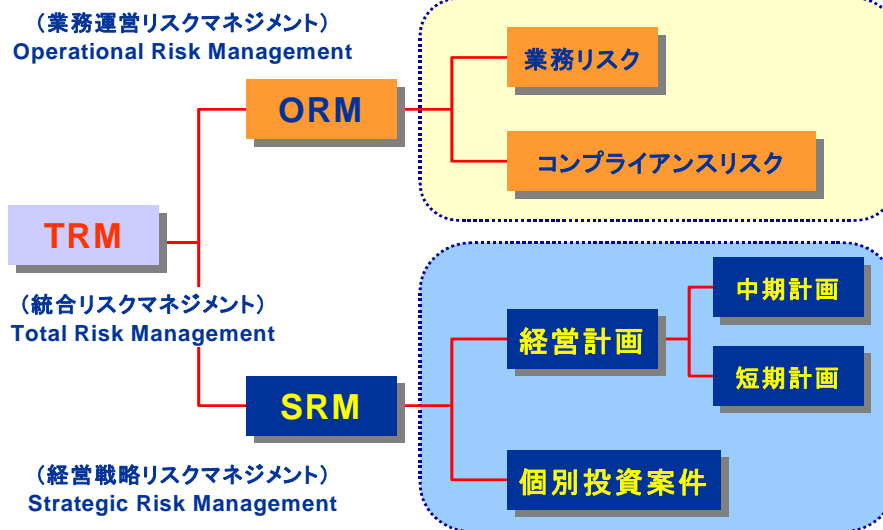 （業務運営リスクマネジメント）
Operational Risk Management
ORM
業務リスク
コンプライアンスリスク
TRM
（統合リスクマネジメント）
Total Risk Management
中期計画
経営計画
短期計画
SRM
（経営戦略リスクマネジメント）
Strategic Risk Management
個別投資案件